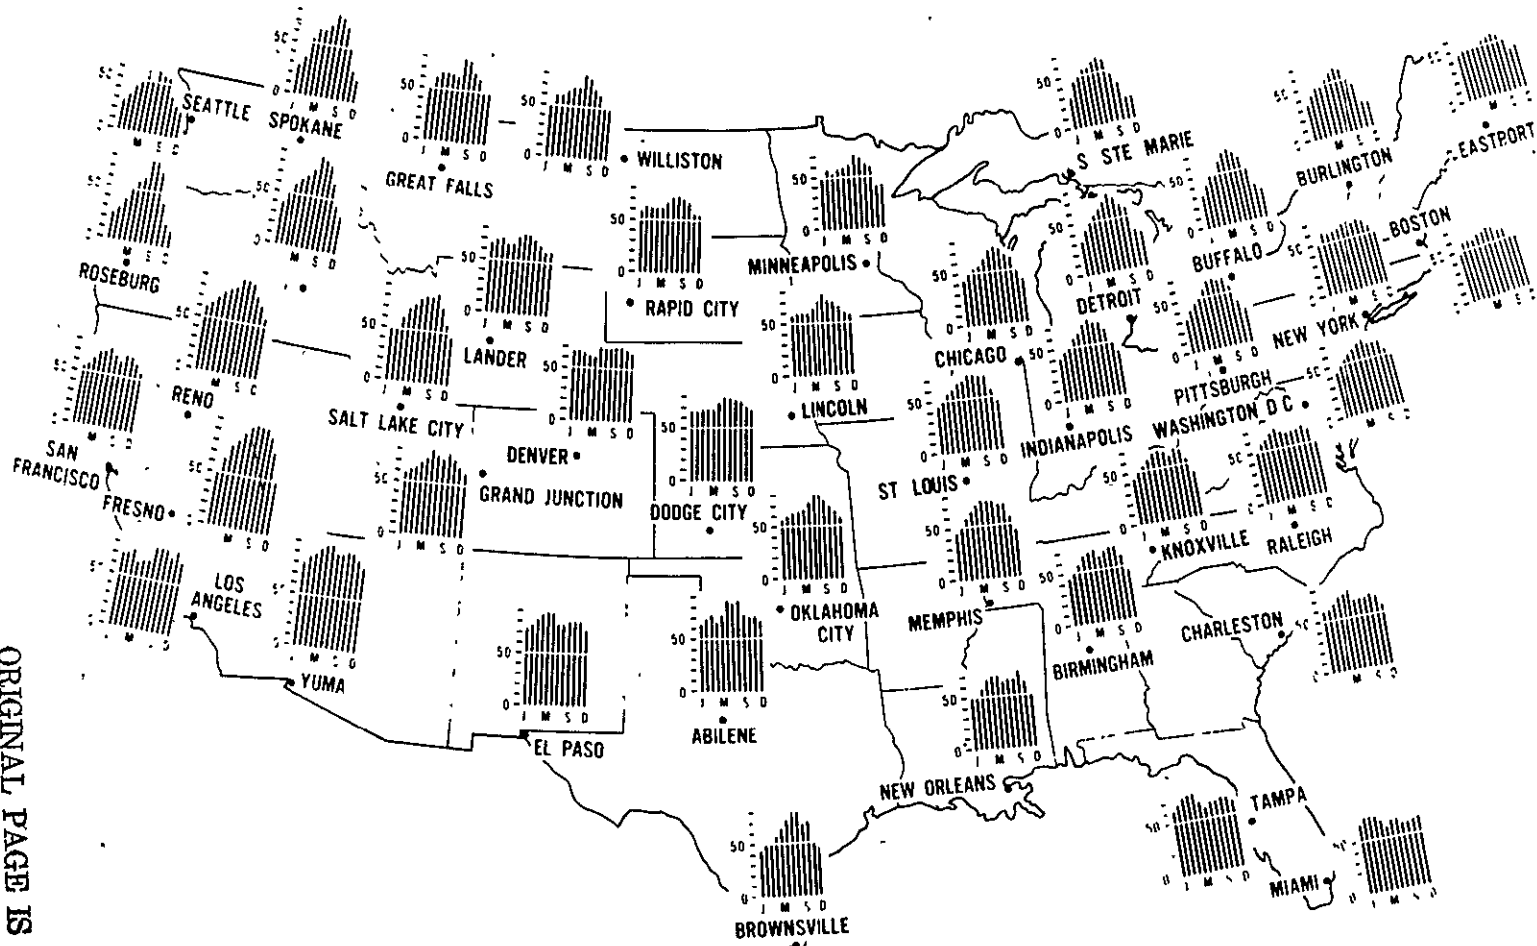 SEATTLE
SPOKANE
GREAT FALLS
WILLISTON
S STE MARIE
BURLINGTON
EASTPORT
ROSEBURG
RAPID CITY
MINNEAPOLIS
DETROIT
BUFFALO
BOSTON
RENO
SALT LAKE CITY
LANDER
LINCOLN
CHICAGO
PITTSBURGH
NEW YORK
WASHINGTON D C
INDIANAPOLIS
SAN
FRANCISCO
FRESNO
DENVER
GRAND JUNCTION
DODGE CITY
ST LOUIS
KNOXVILLE
RALEIGH
LOS
ANGELES
YUMA
EL PASO
ABILENE
OKLAHOMA
CITY
MEMPHIS
BIRMINGHAM
CHARLESTON
NEW ORLEANS
TAMPA
MIAMI
BROWNSVILLE
50
0
J M S D
ORIGINAL PAGE IS